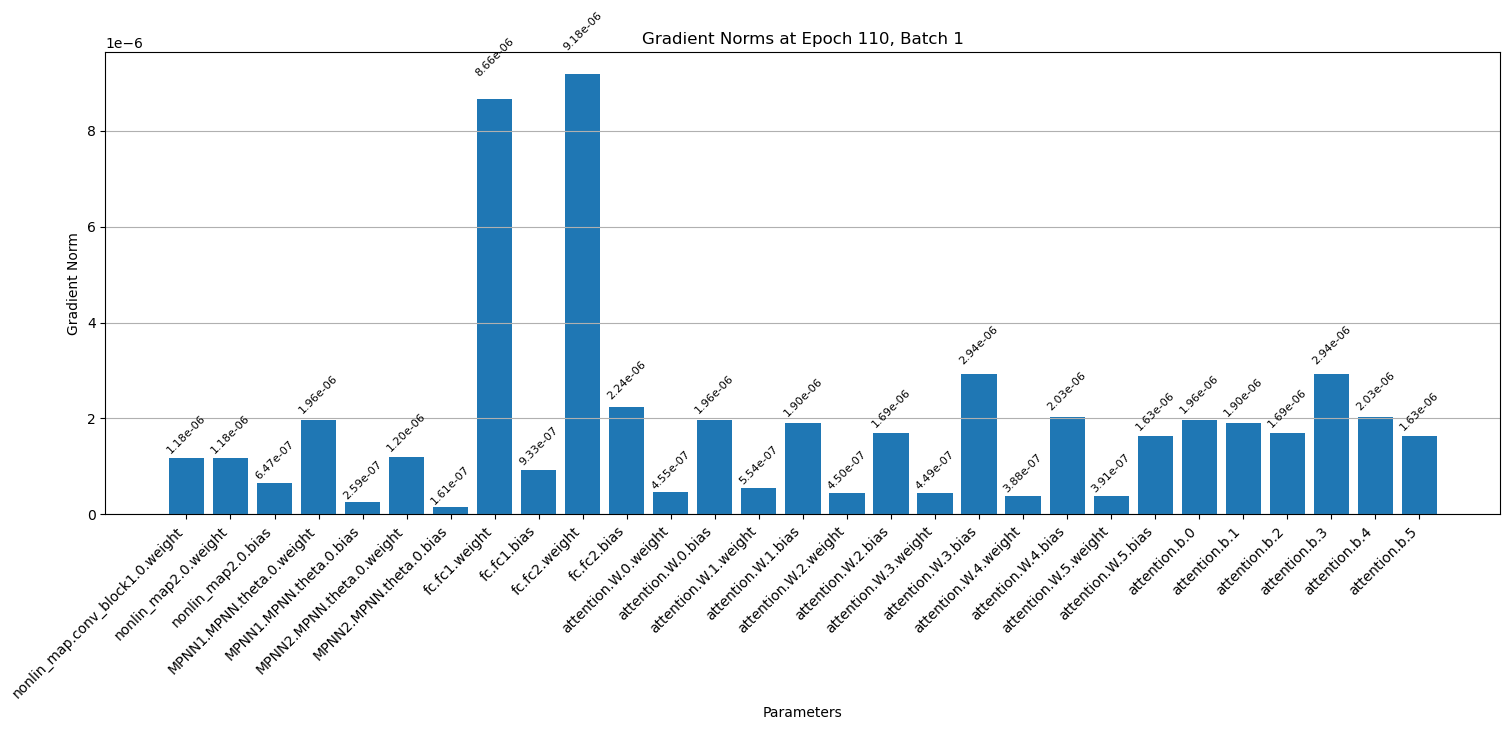 Gradient Norms at Epoch 110, Batch 1
1e−6
Gradient Norm
8
6
4
2
0
1.18e-06
1.18e-06
6.47e-07
1.96e-06
2.59e-07
1.20e-06
1.61e-07
8.66e-06
9.33e-07
9.18e-06
2.24e-06
4.55e-07
1.96e-06
5.54e-07
1.90e-06
4.50e-07
1.69e-06
4.49e-07
2.94e-06
3.88e-07
2.03e-06
3.91e-07
1.63e-06
1.96e-06
1.90e-06
1.69e-06
2.94e-06
2.03e-06
1.63e-06
nonlin_map.conv_block1.0.weight
nonlin_map2.0.weight
nonlin_map2.0.bias
MPNN1.MPNN.theta.0.weight
MPNN1.MPNN.theta.0.bias
MPNN2.MPNN.theta.0.weight
MPNN2.MPNN.theta.0.bias
fc.fc1.weight
fc.fc1.bias
fc.fc2.weight
fc.fc2.bias
attention.W.0.weight
attention.W.0.bias
attention.W.1.weight
attention.W.1.bias
attention.W.2.weight
attention.W.2.bias
attention.W.3.weight
attention.W.3.bias
attention.W.4.weight
attention.W.4.bias
attention.W.5.weight
attention.W.5.bias
attention.b.0
attention.b.1
attention.b.2
attention.b.3
attention.b.4
attention.b.5
Parameters